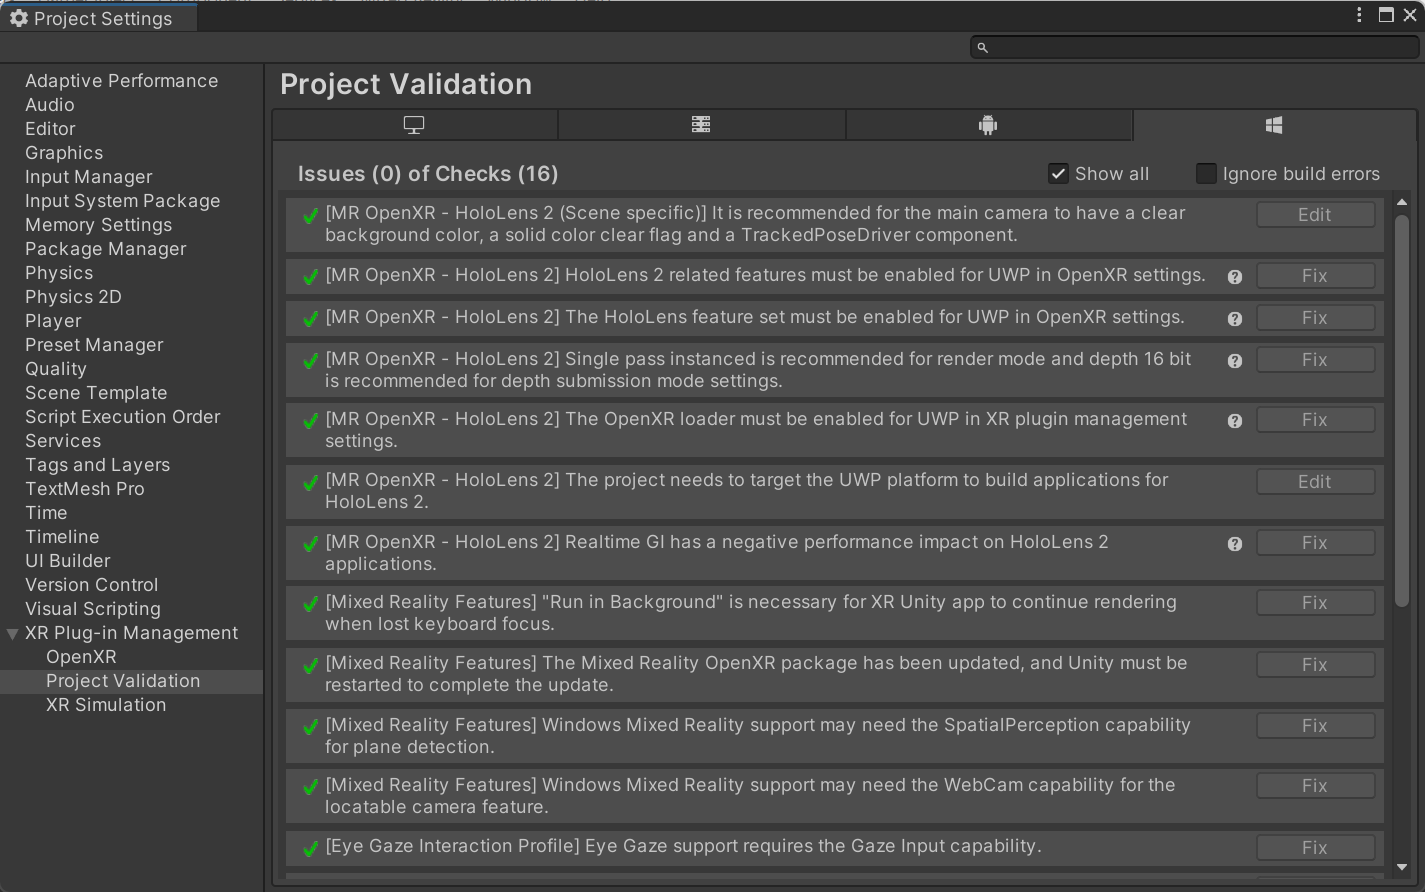 Project Settings
Adaptive Performance
Audio
Editor
Graphics
Input Manager
Input System Package
Memory Settings
Package Manager
Physics
Physics 2D
Player
Preset Manager
Quality
Scene Template
Script Execution Order
Services
Tags and Layers
TextMesh Pro
Time
Timeline
UI Builder
Version Control
Visual Scripting
XR Plug-in Management
OpenXR
Project Validation
XR Simulation
Project Validation
Issues (0) of Checks (16)
Show all
Ignore build errors
[MR OpenXR - HoloLens 2 (Scene specific)] It is recommended for the main camera to have a clear
background color, a solid color clear flag and a TrackedPoseDriver component.
Edit
[MR OpenXR - HoloLens 2] HoloLens 2 related features must be enabled for UWP in OpenXR settings.
Fix
[MR OpenXR - HoloLens 2] The HoloLens feature set must be enabled for UWP in OpenXR settings.
Fix
[MR OpenXR - HoloLens 2] Single pass instanced is recommended for render mode and depth 16 bit
is recommended for depth submission mode settings.
Fix
[MR OpenXR - HoloLens 2] The OpenXR loader must be enabled for UWP in XR plugin management
settings.
Fix
[MR OpenXR - HoloLens 2] The project needs to target the UWP platform to build applications for
HoloLens 2.
Edit
[MR OpenXR - HoloLens 2] Realtime GI has a negative performance impact on HoloLens 2
applications.
Fix
[Mixed Reality Features] "Run in Background" is necessary for XR Unity app to continue rendering
when lost keyboard focus.
Fix
[Mixed Reality Features] The Mixed Reality OpenXR package has been updated, and Unity must be
restarted to complete the update.
Fix
[Mixed Reality Features] Windows Mixed Reality support may need the SpatialPerception capability
for plane detection.
Fix
[Mixed Reality Features] Windows Mixed Reality support may need the WebCam capability for the
locatable camera feature.
Fix
[Eye Gaze Interaction Profile] Eye Gaze support requires the Gaze Input capability.
Fix